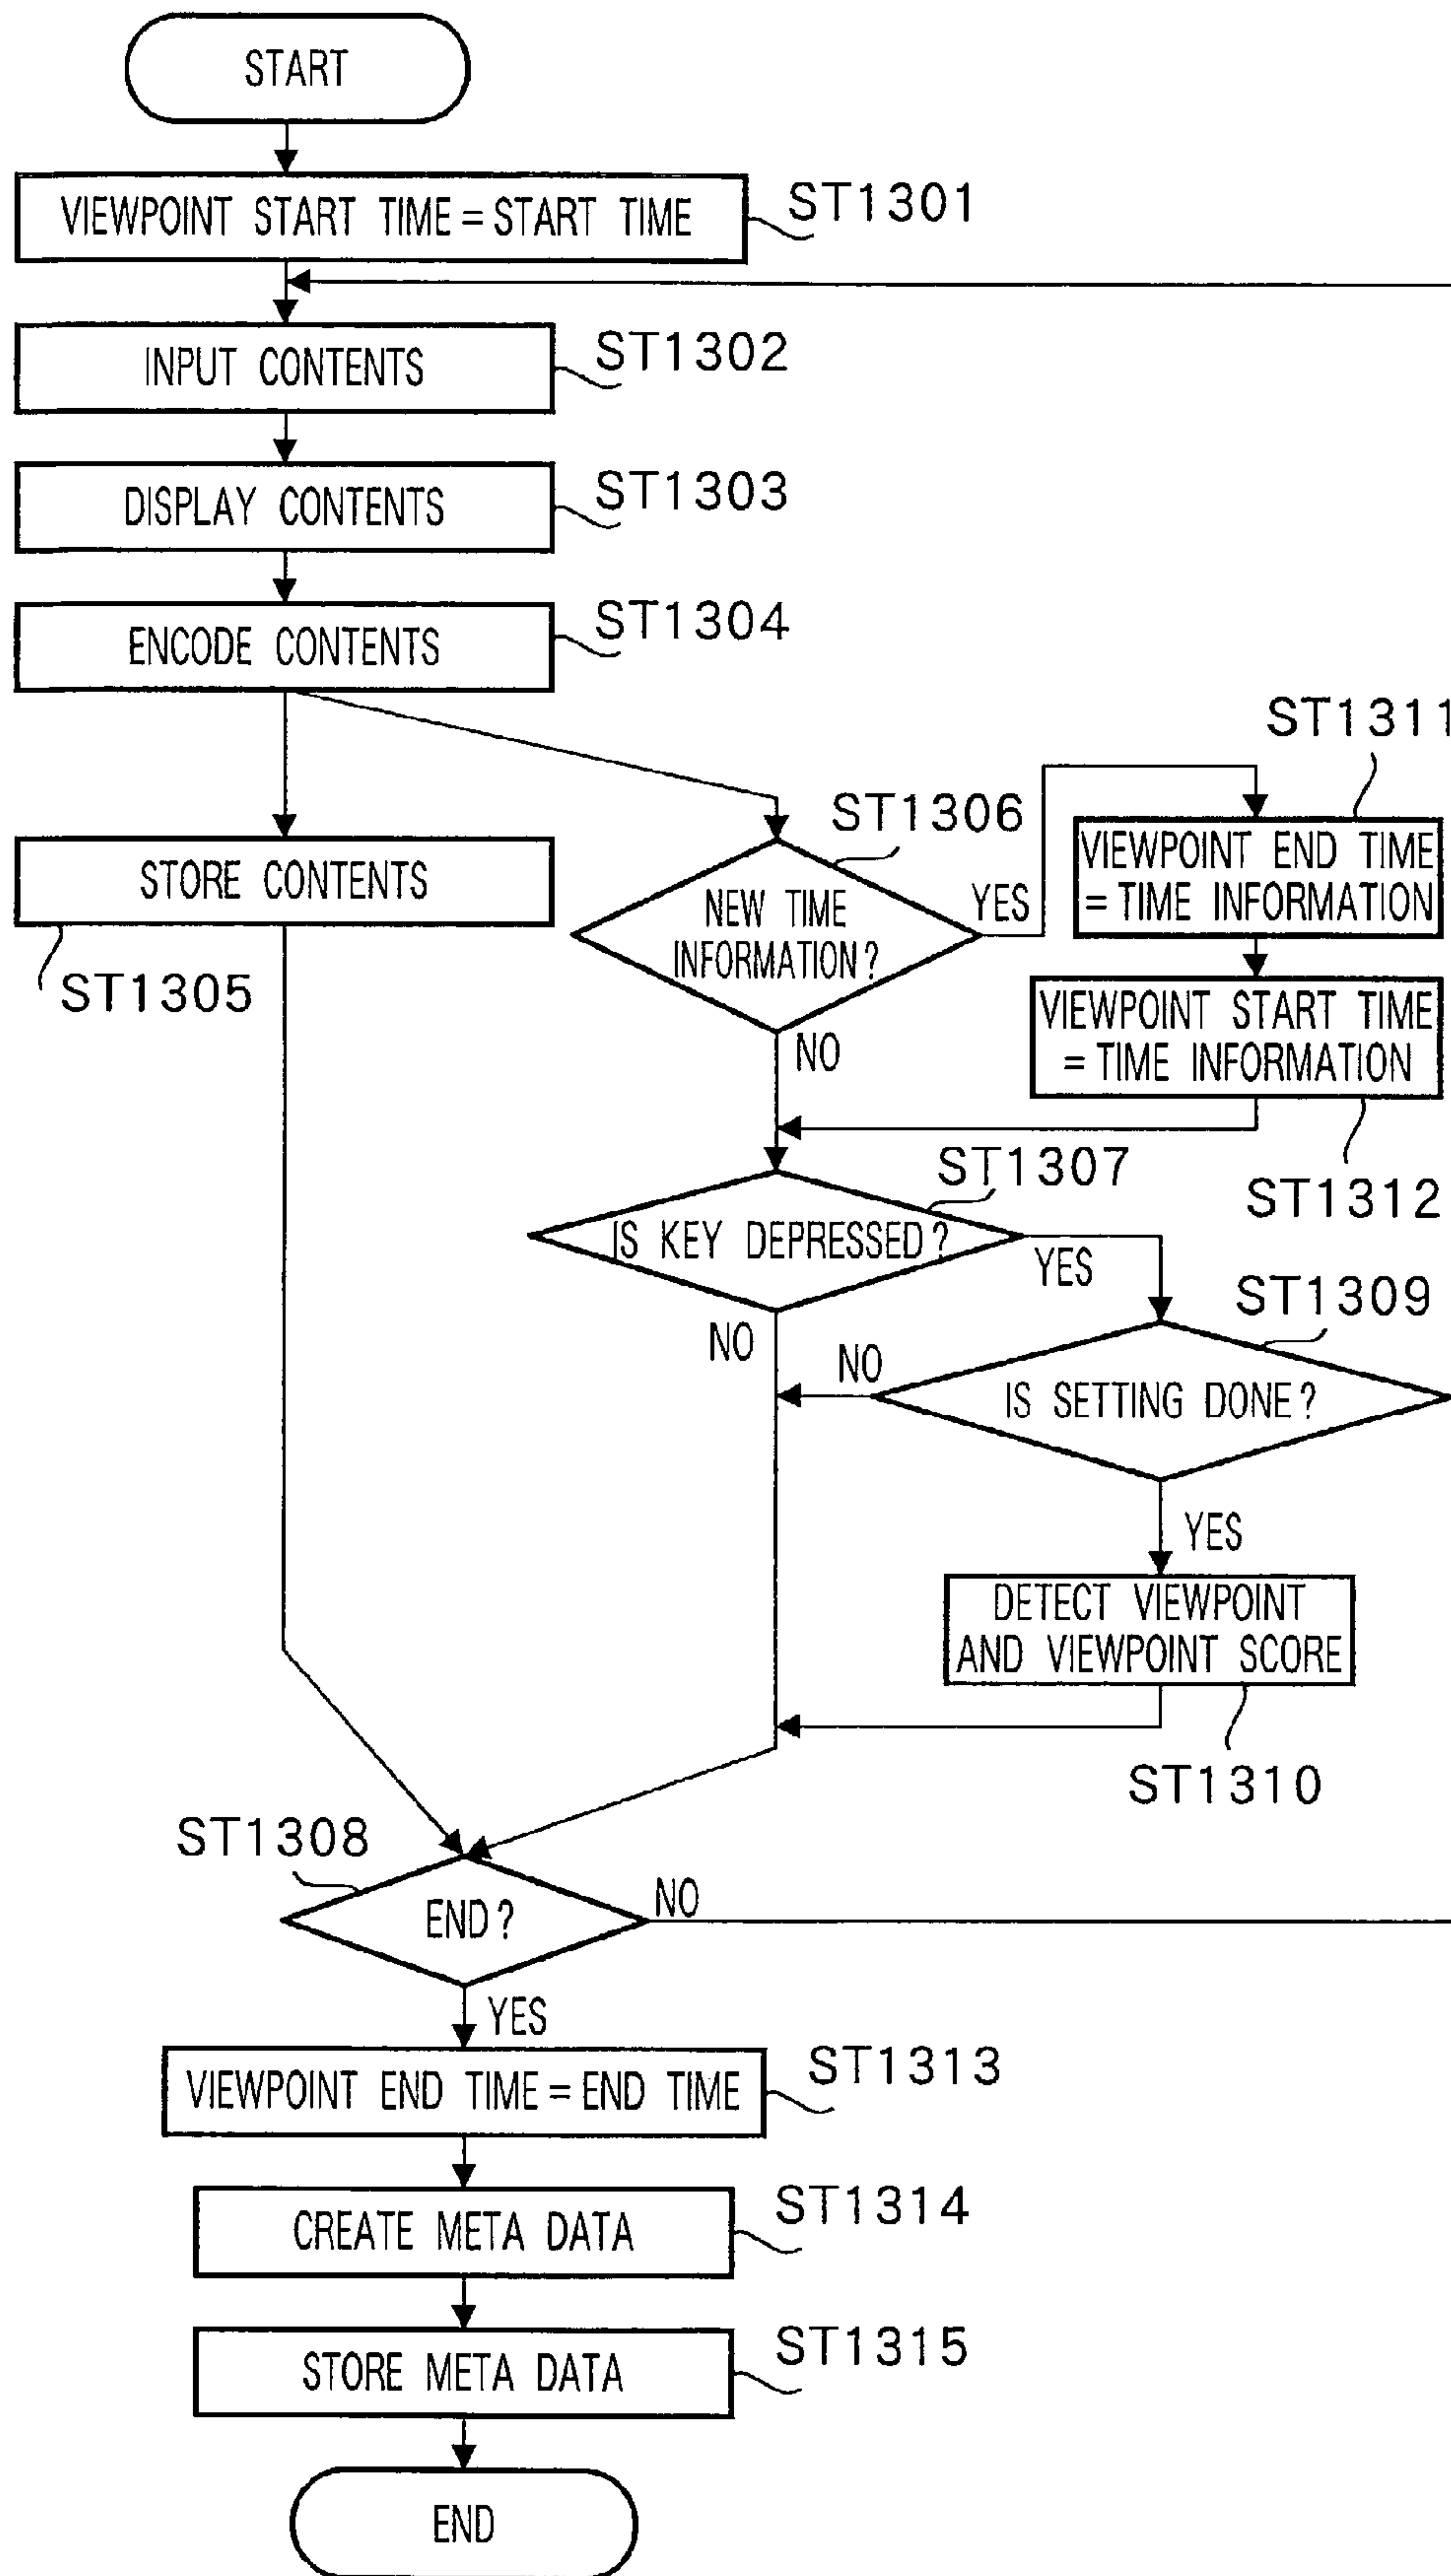 START
VIEWPOINT START TIME = START TIME
ST1301
INPUT CONTENTS
ST1302
DISPLAY CONTENTS
ST1303
ENCODE CONTENTS
ST1304
ST1311
ST1306
STORE CONTENTS
ST1305
NEW TIME
INFORMATION?
YES
NO
VIEWPOINT END TIME
= TIME INFORMATION
VIEWPOINT START TIME
= TIME INFORMATION
ST1312
ST1307
IS KEY DEPRESSED?
YES
NO
ST1309
IS SETTING DONE?
NO
YES
DETECT VIEWPOINT
AND VIEWPOINT SCORE
ST1310
ST1308
END?
NO
YES
VIEWPOINT END TIME = END TIME
ST1313
CREATE META DATA
ST1314
STORE META DATA
ST1315
END